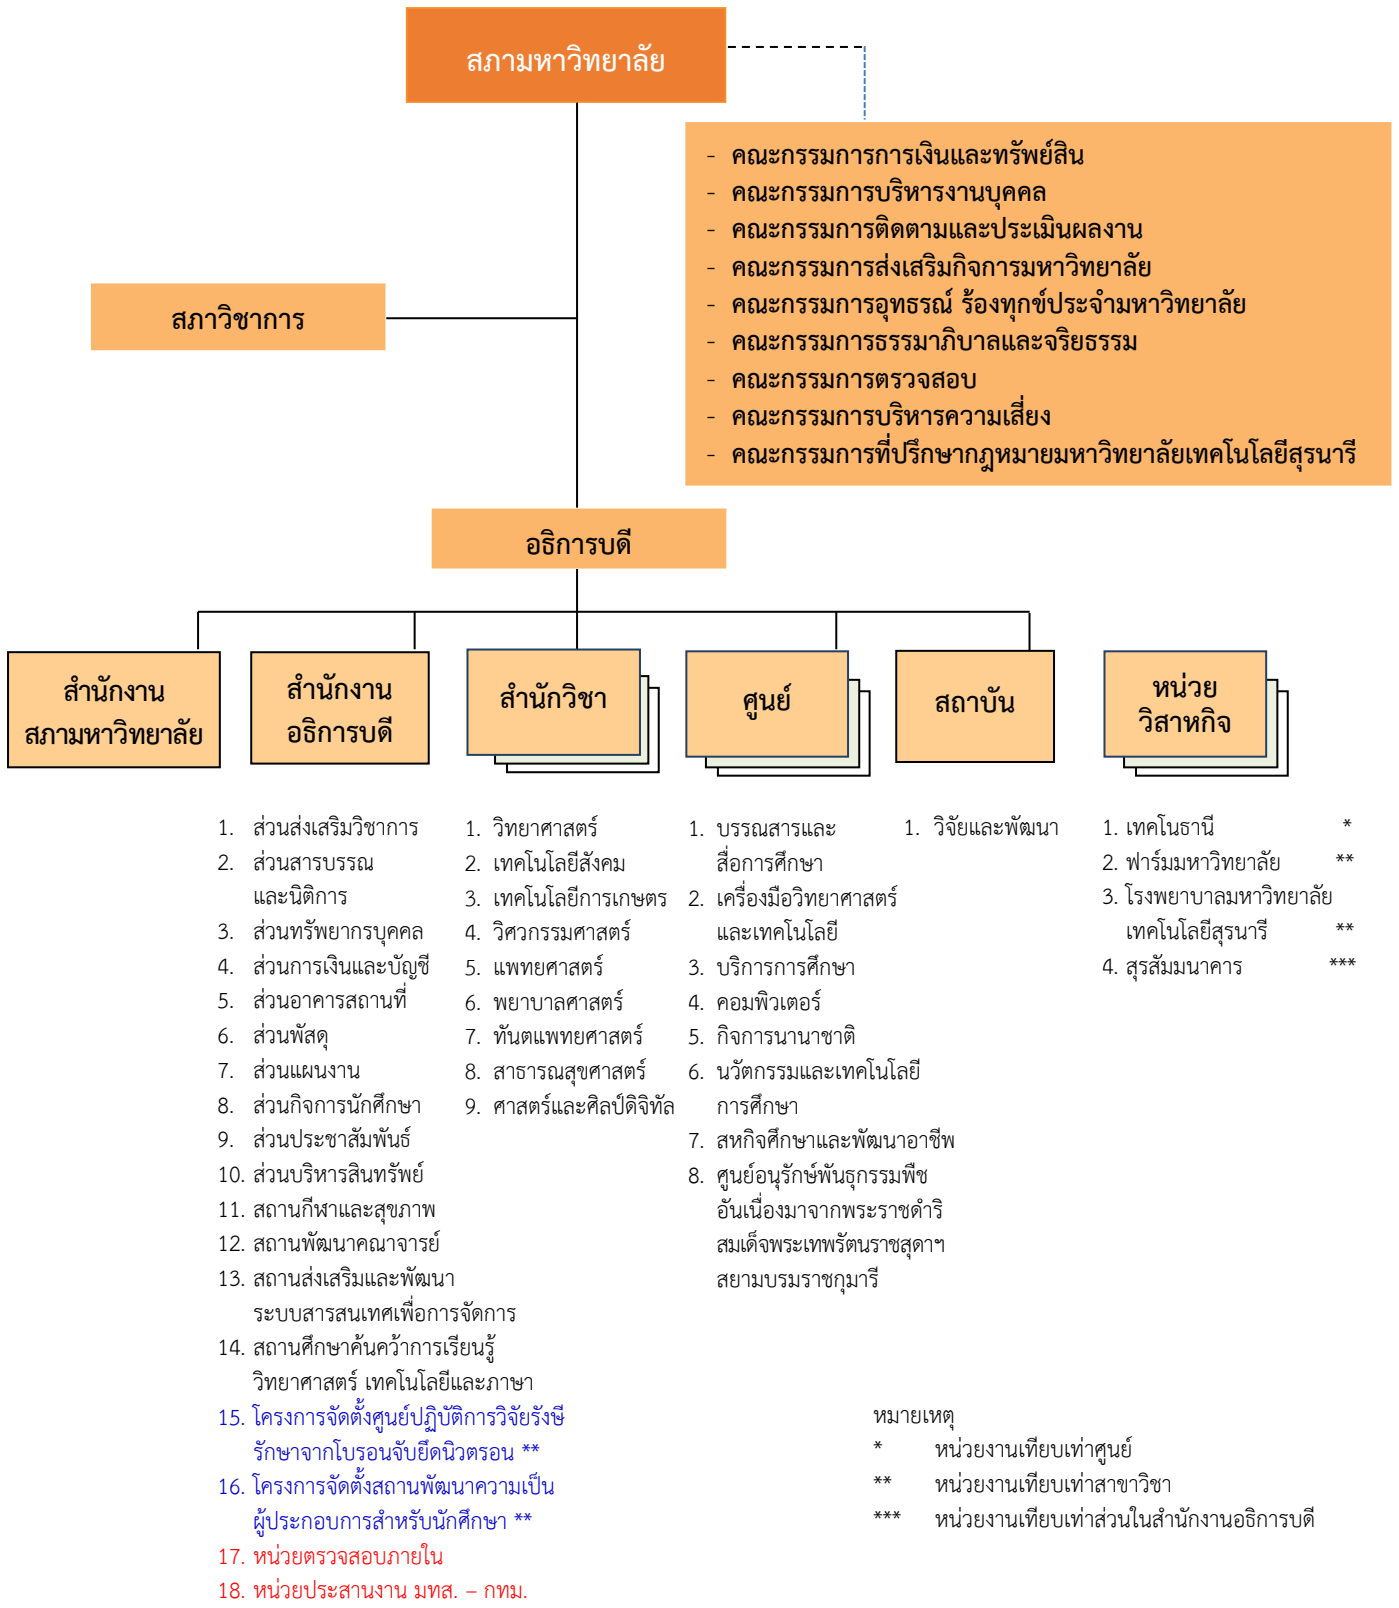 สภามหาวิทยาลัย
- คณะกรรมการการเงินและทรัพย์สิน
- คณะกรรมการบริหารงานบุคคล
- คณะกรรมการติดตามและประเมินผลงาน
- คณะกรรมการส่งเสริมกิจการมหาวิทยาลัย
- คณะกรรมการอุทธรณ์ ร้องทุกข์ประจำมหาวิทยาลัย
- คณะกรรมการธรรมาภิบาลและจริยธรรม
- คณะกรรมการตรวจสอบ
- คณะกรรมการบริหารความเสี่ยง
- คณะกรรมการที่ปรึกษากฎหมายมหาวิทยาลัยเทคโนโลยีสุรนารี
สภาวิชาการ
อธิการบดี
สำนักงาน
สภามหาวิทยาลัย
สำนักงาน
อธิการบดี
สำนักวิชา
ศูนย์
สถาบัน
หน่วย
วิสาหกิจ
1. ส่วนส่งเสริมวิชาการ
2. ส่วนสารบรรณ
และนิติการ
3. ส่วนทรัพยากรบุคคล
4. ส่วนการเงินและบัญชี
5. ส่วนอาคารสถานที่
6. ส่วนพัสดุ
7. ส่วนแผนงาน
8. ส่วนกิจการนักศึกษา
9. ส่วนประชาสัมพันธ์
10. ส่วนบริหารสินทรัพย์
11. สถานกีฬาและสุขภาพ
12. สถานพัฒนาคณาจารย์
13. สถานส่งเสริมและพัฒนา
ระบบสารสนเทศเพื่อการจัดการ
14. สถานศึกษาค้นคว้าการเรียนรู้
วิทยาศาสตร์ เทคโนโลยีและภาษา
15. โครงการจัดตั้งศูนย์ปฏิบัติการวิจัยรังษี
รักษาจากโบรอนจับยึดนิวตรอน **
16. โครงการจัดตั้งสถานพัฒนาความเป็น
ผู้ประกอบการสำหรับนักศึกษา **
17. หน่วยตรวจสอบภายใน
18. หน่วยประสานงาน มทส. – กทม.
1. วิทยาศาสตร์
2. เทคโนโลยีสังคม
3. เทคโนโลยีการเกษตร
4. วิศวกรรมศาสตร์
5. แพทยศาสตร์
6. พยาบาลศาสตร์
7. ทันตแพทยศาสตร์
8. สาธารณสุขศาสตร์
9. ศาสตร์และศิลป์ดิจิทัล
1. บรรณสารและ
สื่อการศึกษา
2. เครื่องมือวิทยาศาสตร์
และเทคโนโลยี
3. บริการการศึกษา
4. คอมพิวเตอร์
5. กิจการนานาชาติ
6. นวัตกรรมและเทคโนโลยี
การศึกษา
7. สหกิจศึกษาและพัฒนาอาชีพ
8. ศูนย์อนุรักษ์พันธุกรรมพืช
อันเนื่องมาจากพระราชดำริ
สมเด็จพระเทพรัตนราชสุดาฯ
สยามบรมราชกุมารี
1. วิจัยและพัฒนา
1. เทคโนธานี *
2. ฟาร์มมหาวิทยาลัย **
3. โรงพยาบาลมหาวิทยาลัย
เทคโนโลยีสุรนารี **
4. สุรสัมมนาคาร ***
หมายเหตุ
* หน่วยงานเทียบเท่าศูนย์
** หน่วยงานเทียบเท่าสาขาวิชา
*** หน่วยงานเทียบเท่าส่วนในสำนักงานอธิการบดี